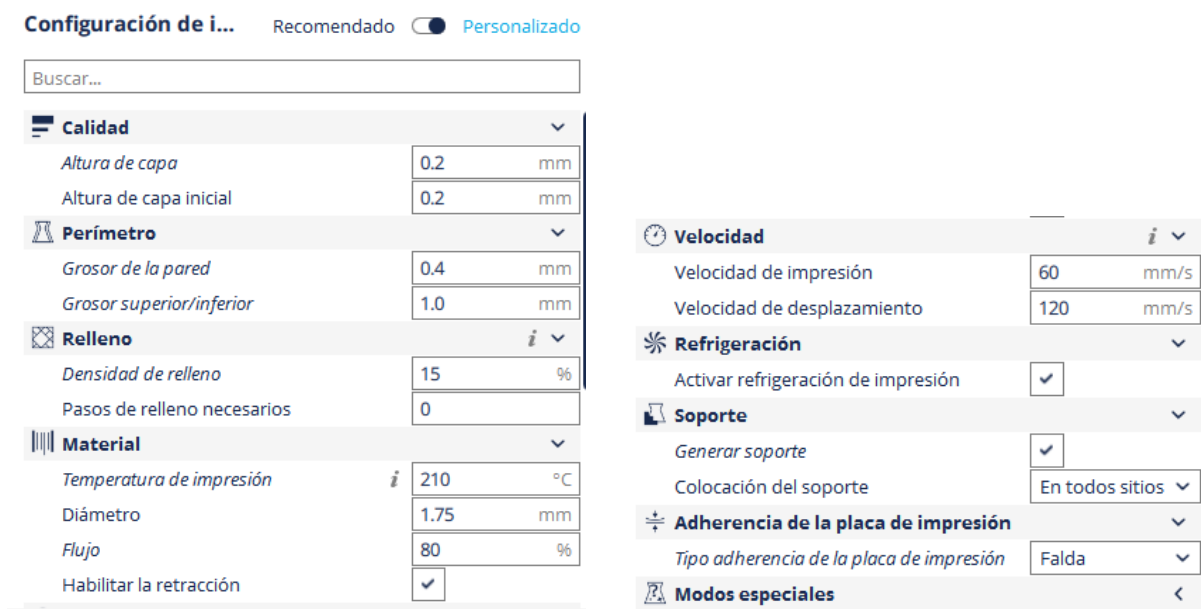 Configuración de i... Recomendado Personalizado
Buscar...
Calidad
Altura de capa 0.2 mm
Altura de capa inicial 0.2 mm
Perímetro
Grosor de la pared 0.4 mm
Grosor superior/inferior 1.0 mm
Relleno i
Densidad de relleno 15 %
Pasos de relleno necesarios 0
Material
Temperatura de impresión i 210 °C
Diámetro 1.75 mm
Flujo 80 %
Habilitar la retracción
Velocidad i
Velocidad de impresión 60 mm/s
Velocidad de desplazamiento 120 mm/s
Refrigeración
Activar refrigeración de impresión
Soporte
Generar soporte
Colocación del soporte En todos sitios
Adherencia de la placa de impresión
Tipo adherencia de la placa de impresión Falda
Modos especiales